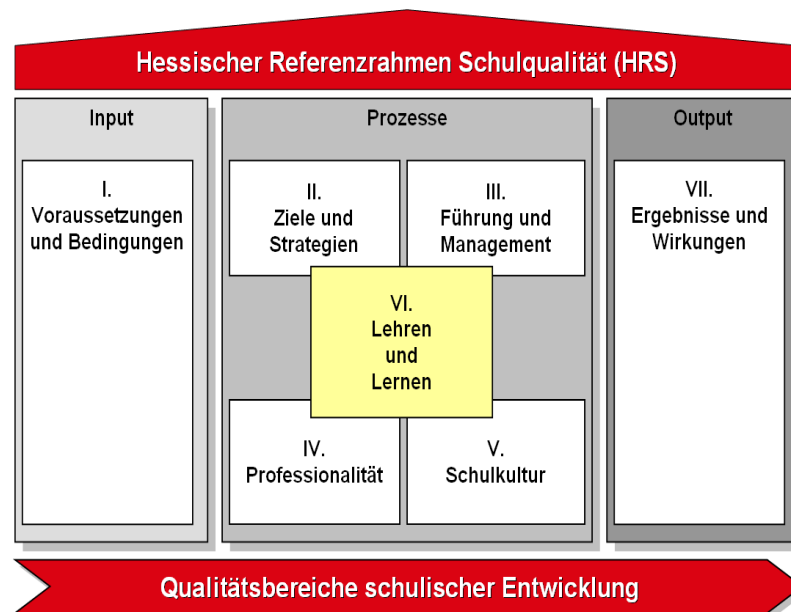 Hessischer Referenzrahmen Schulqualität (HRS)
Input
I.
Voraussetzungen
und Bedingungen
Prozesse
II.
Ziele und
Strategien
III.
Führung und
Management
VI.
Lehren
und
Lernen
IV.
Professionalität
V.
Schulkultur
Output
VII.
Ergebnisse und
Wirkungen
Qualitätsbereiche schulischer Entwicklung